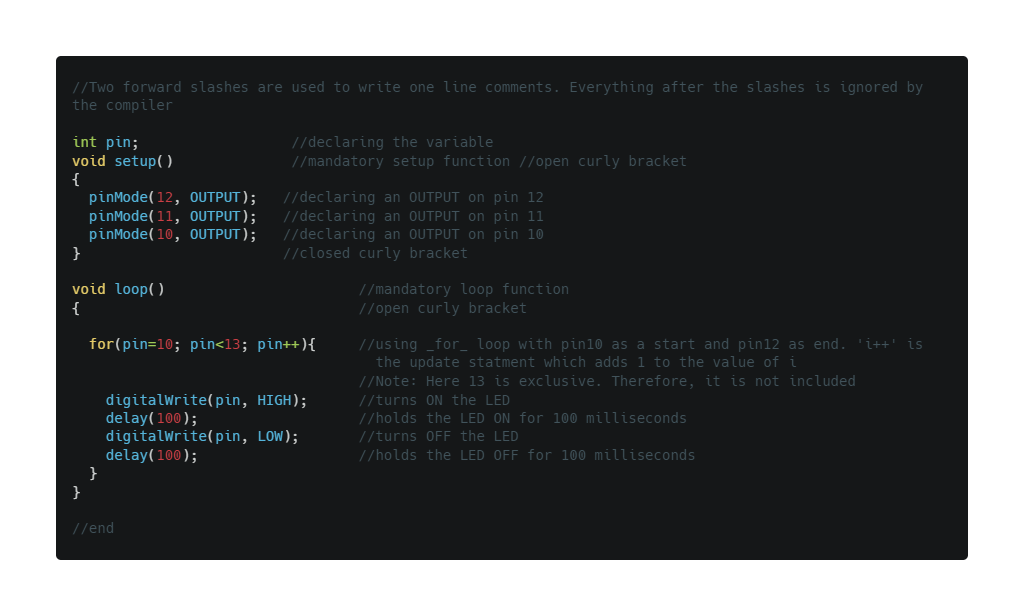 //Two forward slashes are used to write one line comments. Everything after the slashes is ignored by
the compiler
int pin;                  //declaring the variable
void setup()              //mandatory setup function //open curly bracket
{
  pinMode(12, OUTPUT);   //declaring an OUTPUT on pin 12
  pinMode(11, OUTPUT);   //declaring an OUTPUT on pin 11
  pinMode(10, OUTPUT);   //declaring an OUTPUT on pin 10
}                        //closed curly bracket
void loop()                       //mandatory loop function
{                                 //open curly bracket
  for(pin=10; pin<13; pin++){     //using _for_ loop with pin10 as a start and pin12 as end. 'i++' is
                                    the update statment which adds 1 to the value of i
                                  //Note: Here 13 is exclusive. Therefore, it is not included
    digitalWrite(pin, HIGH);      //turns ON the LED
    delay(100);                   //holds the LED ON for 100 milliseconds
    digitalWrite(pin, LOW);       //turns OFF the LED
    delay(100);                   //holds the LED OFF for 100 milliseconds
  }
}
//end